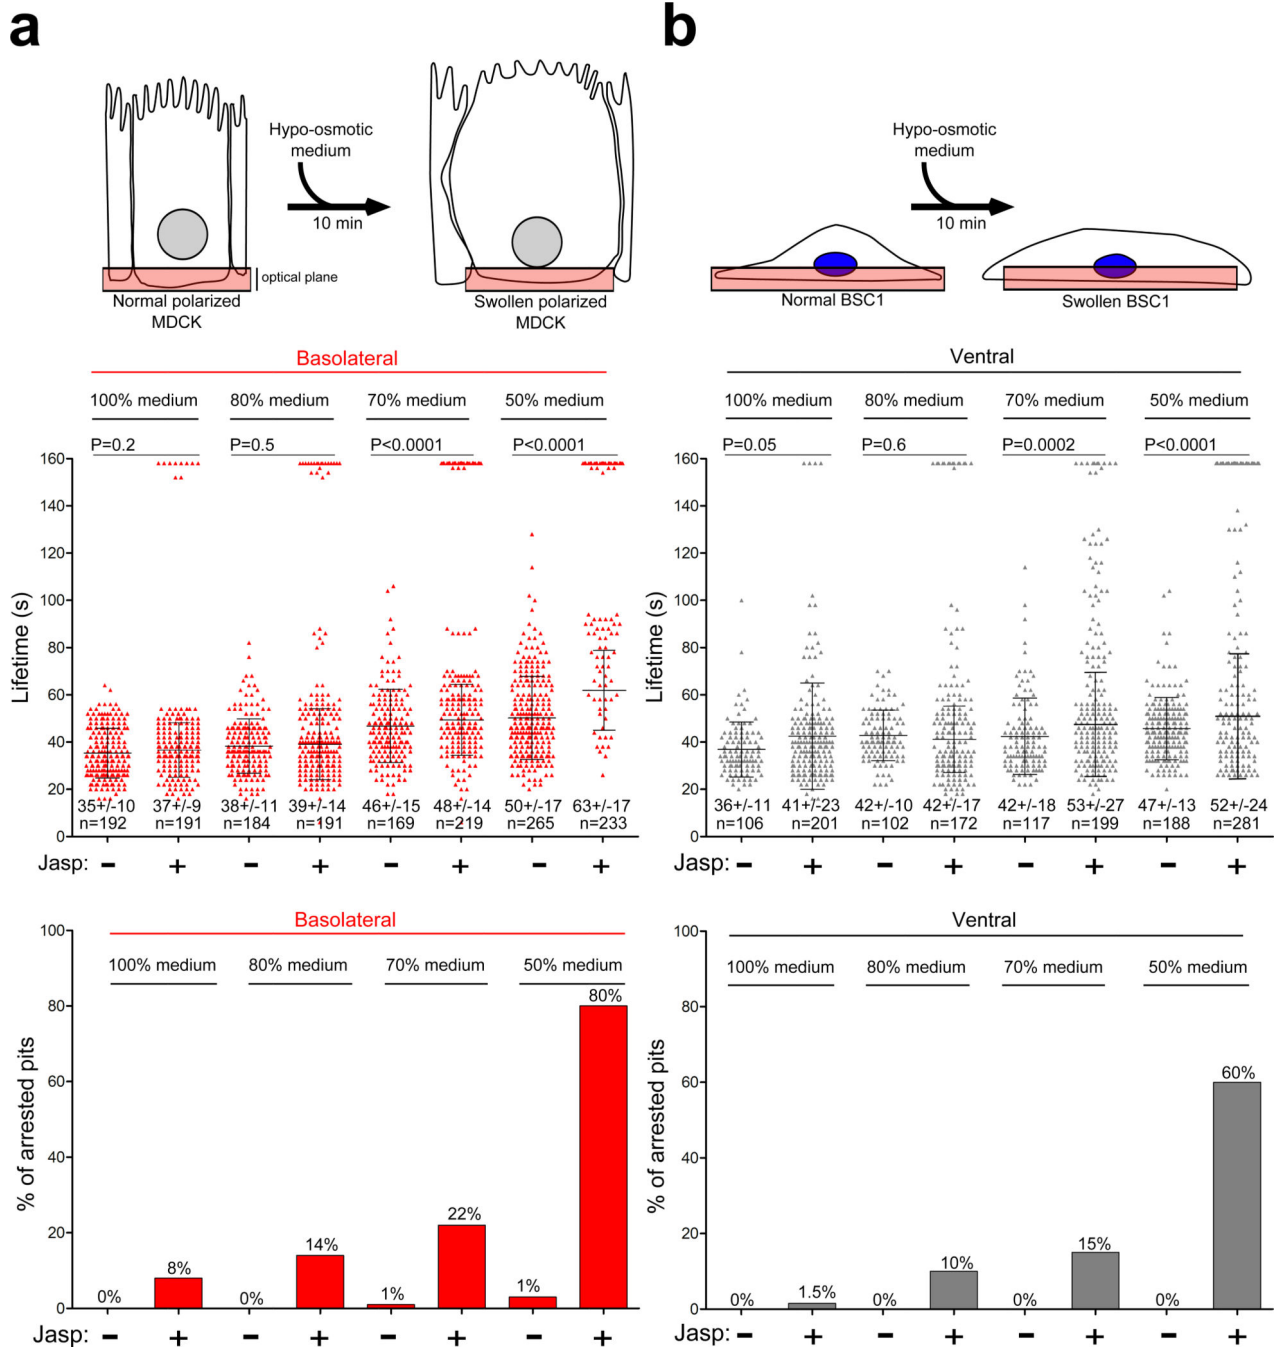 a
Hypo-osmotic
medium
10 min
optical plane
Normal polarized
MDCK
Swollen polarized
MDCK
Basolateral
100% medium 80% medium 70% medium 50% medium
P=0.2 P=0.5 P<0.0001 P<0.0001
160
140
120
100
80
60
40
20
0
Lifetime (s)
35+/-10 37+/-9 38+/-11 39+/-14 46+/-15 48+/-14 50+/-17 63+/-17
n=192 n=191 n=184 n=191 n=169 n=219 n=265 n=233
Jasp: - + - + - + - +
Basolateral
100% medium 80% medium 70% medium 50% medium
100
80
60
40
20
0
% of arrested pits
0% 8% 0% 14% 1% 22% 1% 80%
Jasp: - + - + - + - +
b
Hypo-osmotic
medium
10 min
Normal BSC1
Swollen BSC1
Ventral
100% medium 80% medium 70% medium 50% medium
P=0.05 P=0.6 P=0.0002 P<0.0001
160
140
120
100
80
60
40
20
0
Lifetime (s)
36+/-11 41+/-23 42+/-10 42+/-17 42+/-18 53+/-27 47+/-13 52+/-24
n=106 n=201 n=102 n=172 n=117 n=199 n=188 n=281
Jasp: - + - + - + - +
Ventral
100% medium 80% medium 70% medium 50% medium
100
80
60
40
20
0
% of arrested pits
0% 1.5% 0% 10% 0% 15% 0% 60%
Jasp: - + - + - + - +